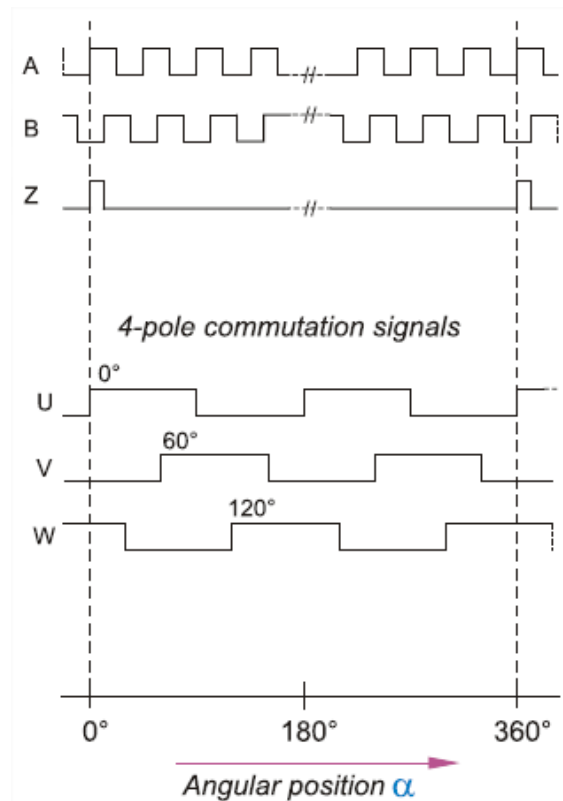 A
B
Z
4-pole commutation signals
0°
U
60°
V
120°
W
0° 180° 360°
Angular position α